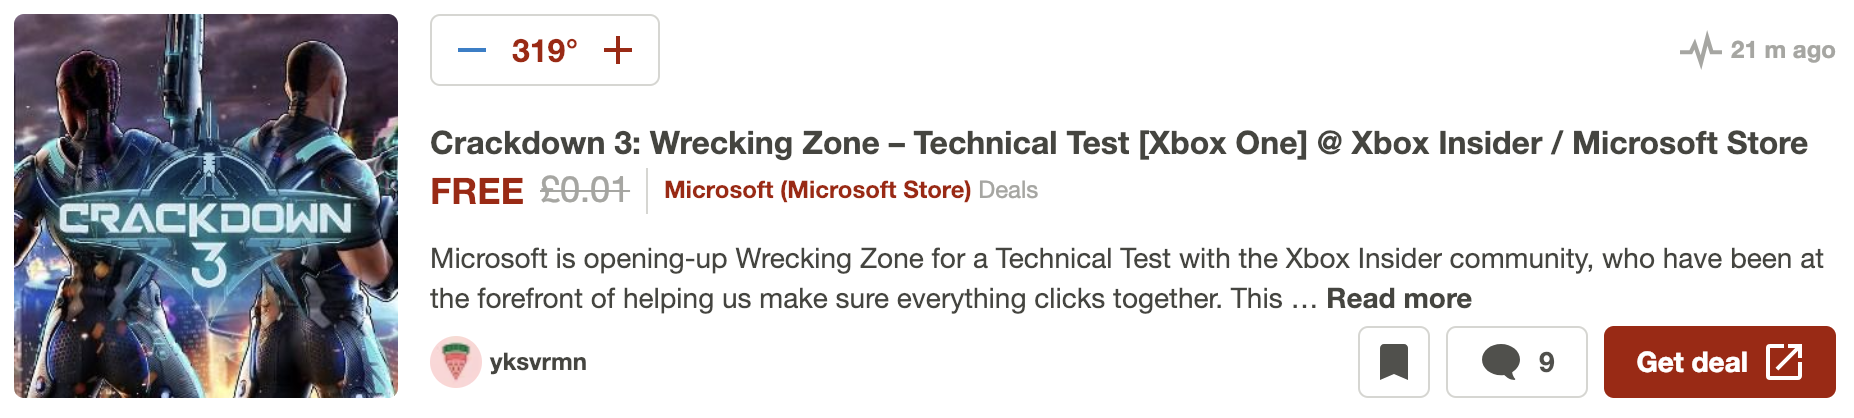 CRACKDOWN
3
319°
21 m ago
Crackdown 3: Wrecking Zone – Technical Test [Xbox One] @ Xbox Insider / Microsoft Store
FREE £0.01 Microsoft (Microsoft Store) Deals
Microsoft is opening-up Wrecking Zone for a Technical Test with the Xbox Insider community, who have been at
the forefront of helping us make sure everything clicks together. This … Read more
yksvrmn
9
Get deal